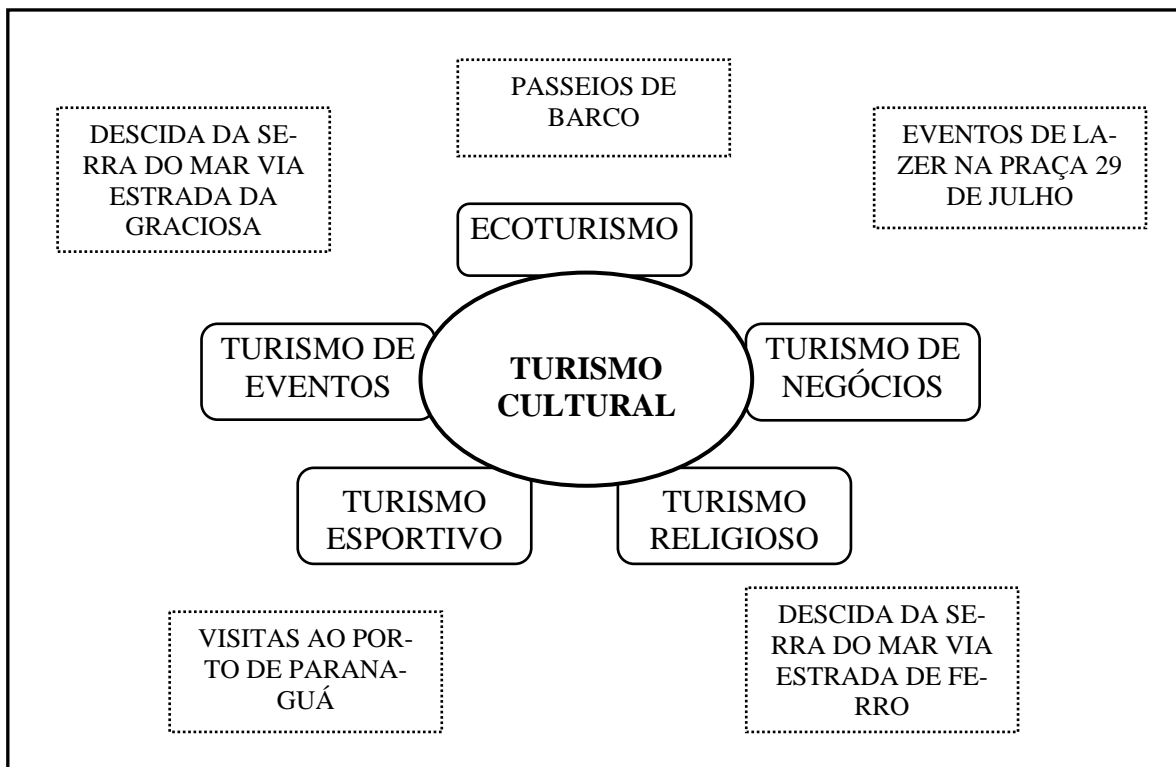 PASSEIOS DE
BARCO
DESCIDA DA SE-
RRA DO MAR VIA
ESTRADA DA
GRACIOSA
EVENTOS DE LA-
ZER NA PRAÇA 29
DE JULHO
ECOTURISMO
TURISMO DE
EVENTOS
TURISMO
CULTURAL
TURISMO DE
NEGÓCIOS
TURISMO
ESPORTIVO
TURISMO
RELIGIOSO
VISITAS AO POR-
TO DE PARANA-
GUÁ
DESCIDA DA SE-
RRA DO MAR VIA
ESTRADA DE FE-
RRO